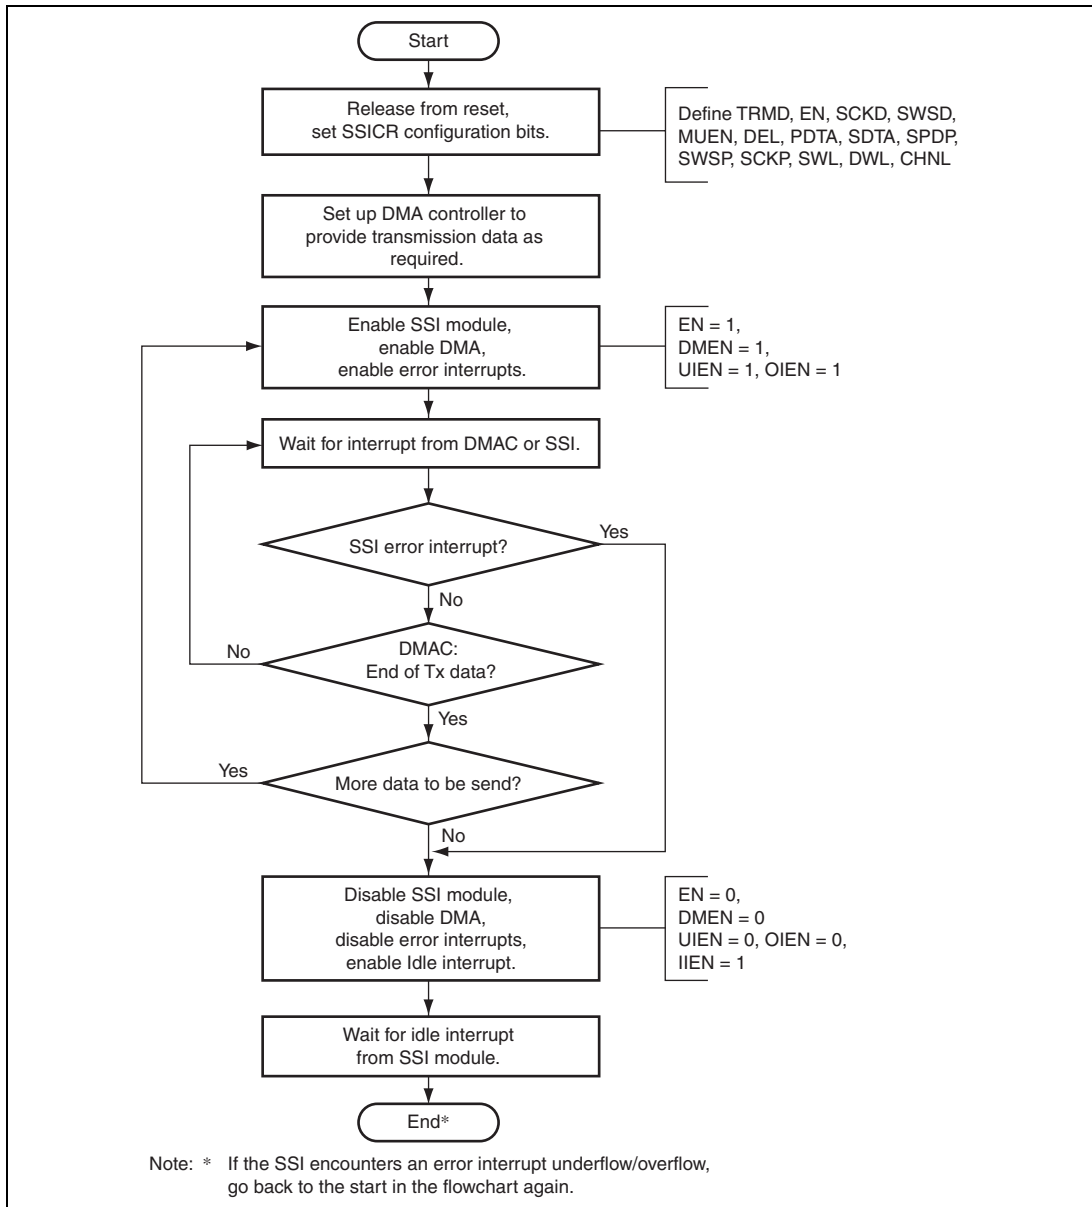 Start
Release from reset,
set SSICR configuration bits.
Define TRMD, EN, SCKD, SWSD,
MUEN, DEL, PDTA, SDTA, SPDP,
SWSP, SCKP, SWL, DWL, CHNL
Set up DMA controller to
provide transmission data as
required.
Enable SSI module,
enable DMA,
enable error interrupts.
EN = 1,
DMEN = 1,
UIEN = 1, OIEN = 1
Wait for interrupt from DMAC or SSI.
SSI error interrupt?
Yes
No
DMAC:
End of Tx data?
No
Yes
More data to be send?
Yes
No
Disable SSI module,
disable DMA,
disable error interrupts,
enable Idle interrupt.
EN = 0,
DMEN = 0
UIEN = 0, OIEN = 0,
IIEN = 1
Wait for idle interrupt
from SSI module.
End*
Note: * If the SSI encounters an error interrupt underflow/overflow,
go back to the start in the flowchart again.